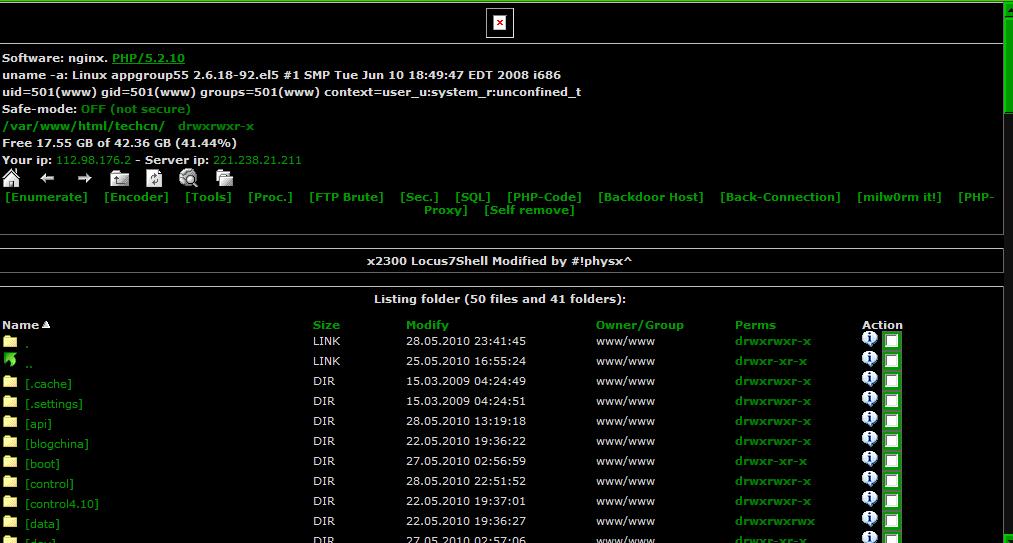 Software: nginx. PHP/5.2.10
uname -a: Linux appgroup55 2.6.18-92.el5 #1 SMP Tue Jun 10 18:49:47 EDT 2008 i686
uid=501(www) gid=501(www) groups=501(www) context=user_u:system_r:unconfined_t
Safe-mode: OFF (not secure)
/var/www/html/techcn/ drwxrwxr-x
Free 17.55 GB of 42.36 GB (41.44%)
Your ip: 112.98.176.2 - Server ip: 221.238.21.211
[Enumerate] [Encoder] [Tools] [Proc.] [FTP Brute] [Sec.] [SQL] [PHP-Code] [Backdoor Host] [Back-Connection] [milw0rm it!] [PHP-
Proxy] [Self remove]
x2300 Locus7Shell Modified by #!physx^
Listing folder (50 files and 41 folders):
Name Size Modify Owner/Group Perms Action
. LINK 28.05.2010 23:41:45 www/www drwxrwxr-x
.. LINK 25.05.2010 16:55:24 www/www drwxr-xr-x
[.cache] DIR 15.03.2009 04:24:49 www/www drwxrwxr-x
[.settings] DIR 15.03.2009 04:24:51 www/www drwxrwxr-x
[api] DIR 28.05.2010 13:19:18 www/www drwxrwxr-x
[blogchina] DIR 22.05.2010 19:36:22 www/www drwxrwxr-x
[boot] DIR 27.05.2010 02:56:59 www/www drwxr-xr-x
[control] DIR 28.05.2010 22:51:52 www/www drwxrwxr-x
[control4.10] DIR 22.05.2010 19:37:01 www/www drwxrwxr-x
[data] DIR 22.05.2010 19:36:27 www/www drwxrwxrwx
[dev] DIR 27.05.2010 02:57:06 www/www drwxr-xr-x